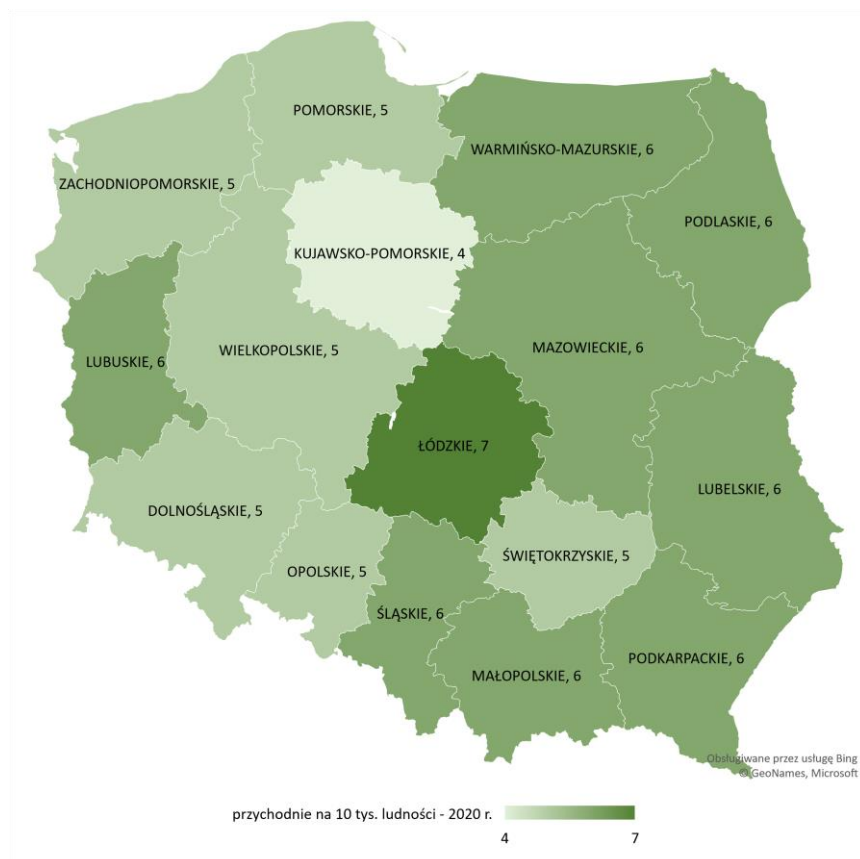 POMORSKIE, 5
WARMIŃSKO-MAZURSKIE, 6
ZACHODNIOPOMORSKIE, 5
PODLASKIE, 6
KUJAWSKO-POMORSKIE, 4
MAZOWIECKIE, 6
WIELKOPOLSKIE, 5
LUBUSKIE, 6
ŁÓDZKIE, 7
LUBELSKIE, 6
DOLNOŚLĄSKIE, 5
ŚWIĘTOKRZYSKIE, 5
OPOLSKIE, 5
ŚLĄSKIE, 6
PODKARPACKIE, 6
MAŁOPOLSKIE, 6
Obsługiwane przez usługę Bing
© GeoNames, Microsoft
przychodnie na 10 tys. ludności - 2020 r.
4 7